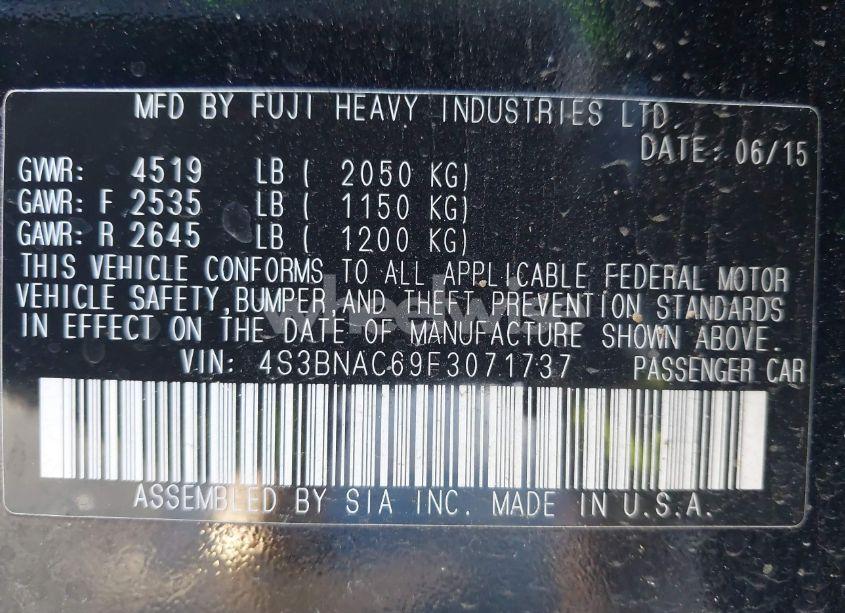 MFD BY FUJI HEAVY INDUSTRIES LTD.
DATE: 06/15
GVWR: 4519 LB ( 2050 KG)
GAWR: F 2535 LB ( 1150 KG)
GAWR: R 2645 LB ( 1200 KG)
THIS VEHICLE CONFORMS TO ALL APPLICABLE FEDERAL MOTOR
VEHICLE SAFETY,BUMPER,AND THEFT PREVENTION STANDARDS
IN EFFECT ON THE DATE OF MANUFACTURE SHOWN ABOVE.
VIN: 4S3BNAC69F3071737 PASSENGER CAR
ASSEMBLED BY SIA INC. MADE IN U.S.A.